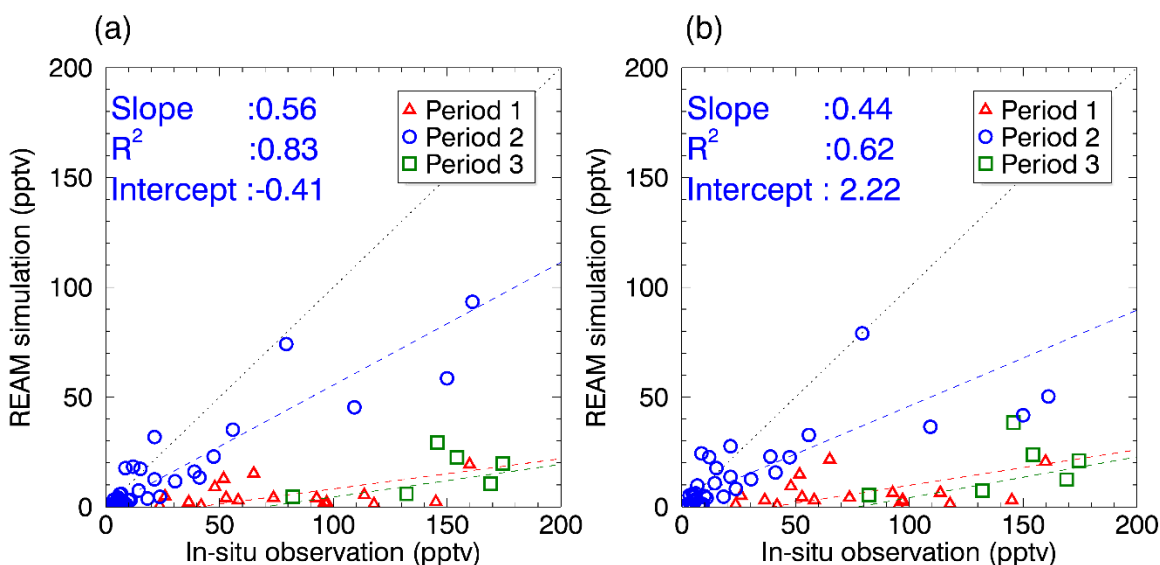 (a)
200
150
100
50
0
REAM simulation (pptv)
Slope :0.56
R² :0.83
Intercept :-0.41
Period 1
Period 2
Period 3
0 50 100 150 200
In-situ observation (pptv)
(b)
200
150
100
50
0
REAM simulation (pptv)
Slope :0.44
R² :0.62
Intercept : 2.22
Period 1
Period 2
Period 3
0 50 100 150 200
In-situ observation (pptv)